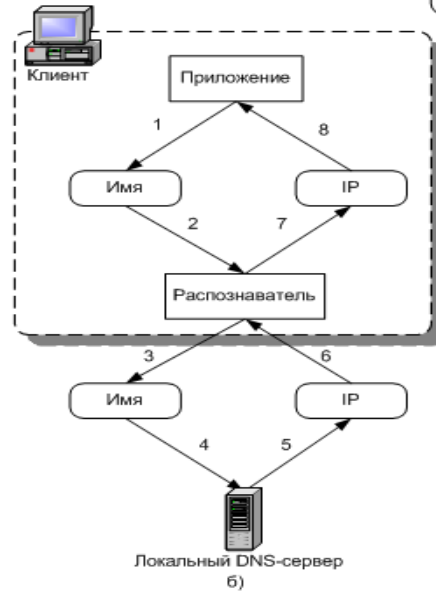 Клиент
Приложение
1
8
Имя
IP
2
7
Распознаватель
3
6
Имя
IP
4
5
Локальный DNS-сервер
б)